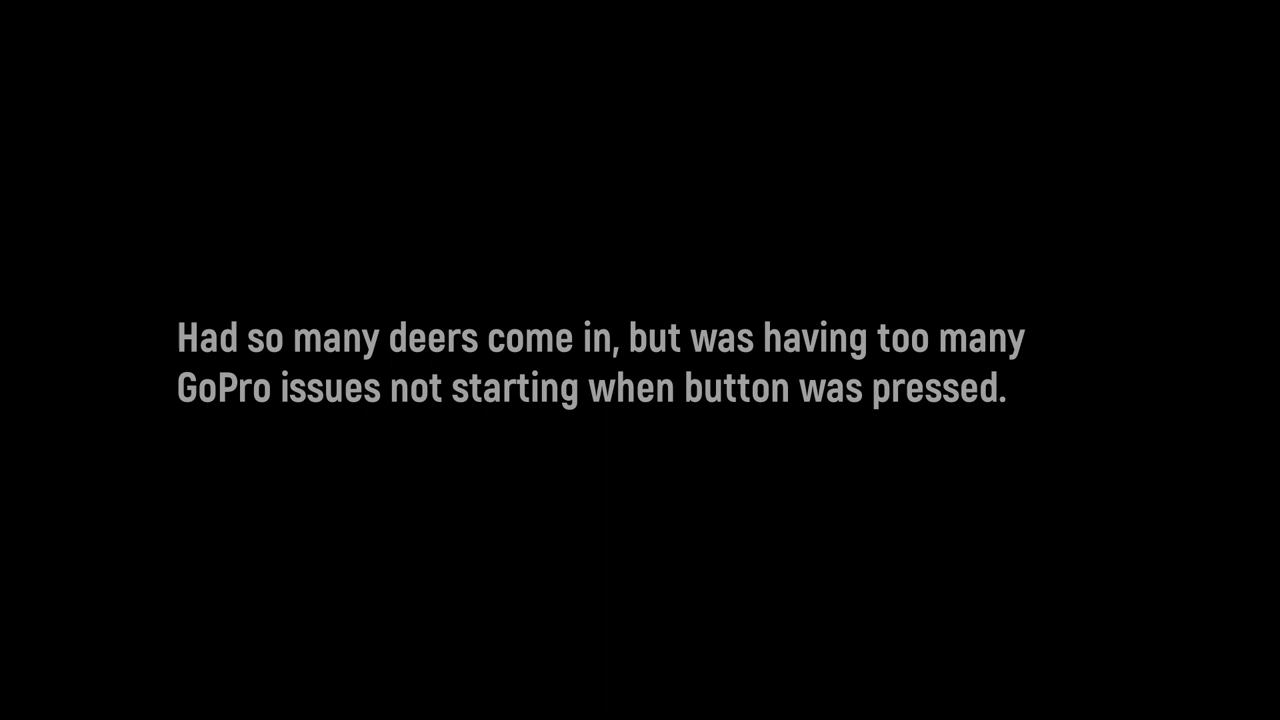 Had so many deers come in, but was having too many
GoPro issues not starting when button was pressed.